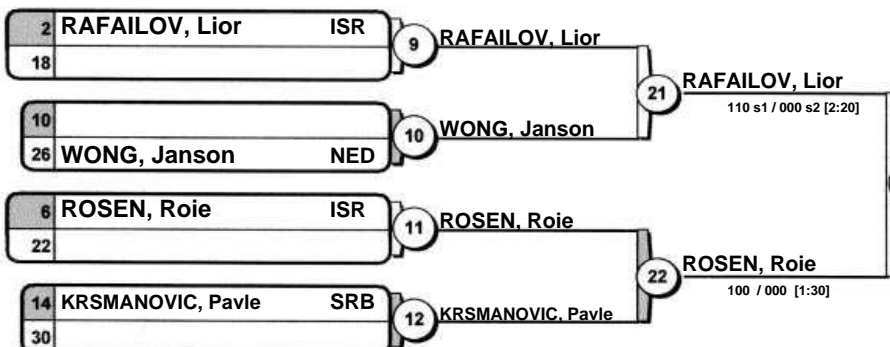 2 RAFAILOV, Lior ISR
18
9 RAFAILOV, Lior
10
26 WONG, Janson NED
10 WONG, Janson
21 RAFAILOV, Lior
110 s1 / 000 s2 [2:20]
6 ROSEN, Roie ISR
22
11 ROSEN, Roie
14 KRSMANOVIC, Pavle SRB
30
12 KRSMANOVIC, Pavle
22 ROSEN, Roie
100 / 000 [1:30]